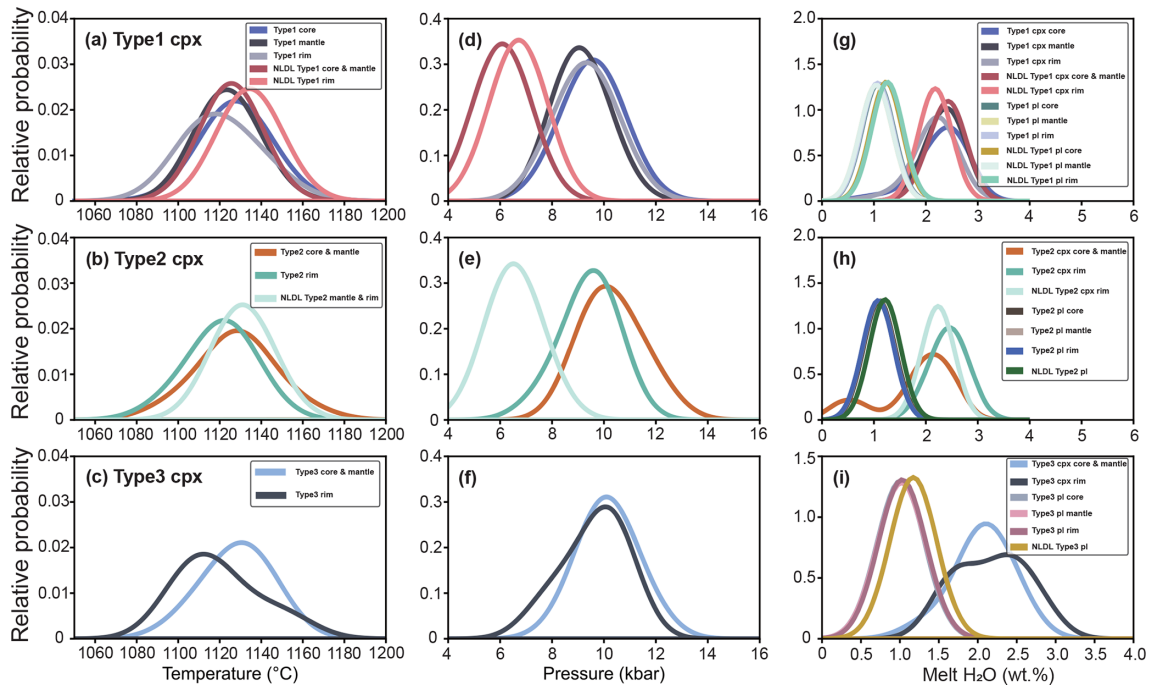 Relative probability
0.04
0.03
0.02
0.01
0
(a) Type1 cpx
Type1 core
Type1 mantle
Type1 rim
NLDL Type1 core & mantle
NLDL Type1 rim
1060 1080 1100 1120 1140 1160 1180 1200
0.4
0.3
0.2
0.1
0
(d)
4 6 8 10 12 14 16
2.0
1.5
1.0
0.5
0
(g)
Type1 cpx core
Type1 cpx mantle
Type1 cpx rim
NLDL Type1 cpx core & mantle
NLDL Type1 cpx rim
Type1 pl core
Type1 pl mantle
Type1 pl rim
NLDL Type1 pl core
NLDL Type1 pl mantle
NLDL Type1 pl rim
0 1 2 3 4 5 6
Relative probability
0.04
0.03
0.02
0.01
0
(b) Type2 cpx
Type2 core & mantle
Type2 rim
NLDL Type2 mantle & rim
1060 1080 1100 1120 1140 1160 1180 1200
0.3
0.2
0.1
0
(e)
4 6 8 10 12 14 16
2.0
1.5
1.0
0.5
0
(h)
Type2 cpx core & mantle
Type2 cpx rim
NLDL Type2 cpx rim
Type2 pl core
Type2 pl mantle
Type2 pl rim
NLDL Type2 pl
0 1 2 3 4 5 6
Relative probability
0.04
0.03
0.02
0.01
0
(c) Type3 cpx
Type3 core & mantle
Type3 rim
1060 1080 1100 1120 1140 1160 1180 1200
Temperature (°C)
0.3
0.2
0.1
0
(f)
4 6 8 10 12 14 16
Pressure (kbar)
1.5
1.0
0.5
0
(i)
Type3 cpx core & mantle
Type3 cpx rim
Type3 pl core
Type3 pl mantle
Type3 pl rim
NLDL Type3 pl
0 0.5 1.0 1.5 2.0 2.5 3.0 3.5 4.0
Melt H₂O (wt.%)